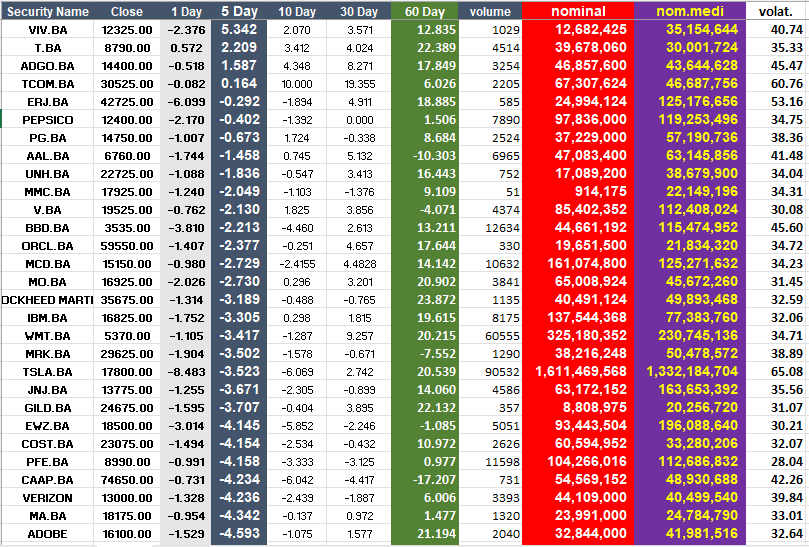 Security Name Close 1 Day 5 Day 10 Day 30 Day 60 Day volume nominal nom.medi volat.
VIV.BA 12325.00 -2.376 5.342 2.070 3.571 12.835 1029 12,682,425 35,154,644 40.74
T.BA 8790.00 0.572 2.209 3.412 4.024 22.389 4514 39,678,060 30,001,724 35.33
ADGO.BA 14400.00 -0.518 1.587 4.348 8.271 17.849 3254 46,857,600 43,644,628 45.47
TCOM.BA 30525.00 -0.082 0.164 10.000 19.355 6.026 2205 67,307,624 46,687,756 60.76
ERJ.BA 42725.00 -6.099 -0.292 -1.894 4.911 18.885 585 24,994,124 125,176,656 53.16
PEPSICO 12400.00 -2.170 -0.402 -1.392 0.000 1.506 7890 97,836,000 119,253,496 34.75
PG.BA 14750.00 -1.007 -0.673 1.724 -0.338 8.684 2524 37,229,000 57,190,736 38.36
AAL.BA 6760.00 -1.744 -1.458 0.745 5.132 -10.303 6965 47,083,400 63,145,856 41.48
UNH.BA 22725.00 -1.088 -1.836 -0.547 3.413 16.443 752 17,089,200 38,679,900 34.04
MMC.BA 17925.00 -1.240 -2.049 -1.103 -1.376 9.109 51 914,175 22,149,196 34.31
V.BA 19525.00 -0.762 -2.130 1.825 3.856 -4.071 4374 85,402,352 112,408,024 30.08
BBD.BA 3535.00 -3.810 -2.213 -4.460 2.613 13.211 12634 44,661,192 115,474,952 45.60
ORCL.BA 59550.00 -1.407 -2.377 -0.251 4.657 17.644 330 19,651,500 21,834,320 34.72
MCD.BA 15150.00 -0.980 -2.729 -2.4155 4.4828 14.142 10632 161,074,800 125,271,632 34.23
MO.BA 16925.00 -2.026 -2.730 0.296 3.201 20.902 3841 65,008,924 45,672,260 31.45
OCKHEED MARTI 35675.00 -1.314 -3.189 -0.488 -0.765 23.872 1135 40,491,124 49,893,468 32.59
IBM.BA 16825.00 -1.752 -3.305 0.298 1.815 19.615 8175 137,544,368 77,383,760 32.06
WMT.BA 5370.00 -1.105 -3.417 -1.287 9.257 20.215 60555 325,180,352 230,745,136 34.71
MRK.BA 29625.00 -1.904 -3.502 -1.578 -0.671 -7.552 1290 38,216,248 50,478,572 38.89
TSLA.BA 17800.00 -8.483 -3.523 -6.069 2.742 20.539 90532 1,611,469,568 1,332,184,704 65.08
JNJ.BA 13775.00 -1.255 -3.671 -2.305 -0.899 14.060 4586 63,172,152 163,653,392 35.56
GILD.BA 24675.00 -1.595 -3.707 -0.404 3.895 22.132 357 8,808,975 20,256,720 31.07
EWZ.BA 18500.00 -3.014 -4.145 -5.852 -2.246 -1.085 5051 93,443,504 196,088,640 30.21
COST.BA 23075.00 -1.494 -4.154 -2.534 -0.432 10.972 2626 60,594,952 33,280,206 32.07
PFE.BA 8990.00 -0.991 -4.158 -3.333 -3.125 0.977 11598 104,266,016 112,686,832 28.04
CAAP.BA 74650.00 -0.731 -4.234 -6.042 -4.417 -17.207 731 54,569,152 48,930,688 42.26
VERIZON 13000.00 -1.328 -4.236 -2.439 -1.887 6.006 3393 44,109,000 40,499,540 39.84
MA.BA 18175.00 -0.954 -4.342 -0.137 0.972 1.477 1320 23,991,000 24,784,790 33.01
ADOBE 16100.00 -1.529 -4.593 -1.075 1.577 21.194 2040 32,844,000 41,981,516 32.64